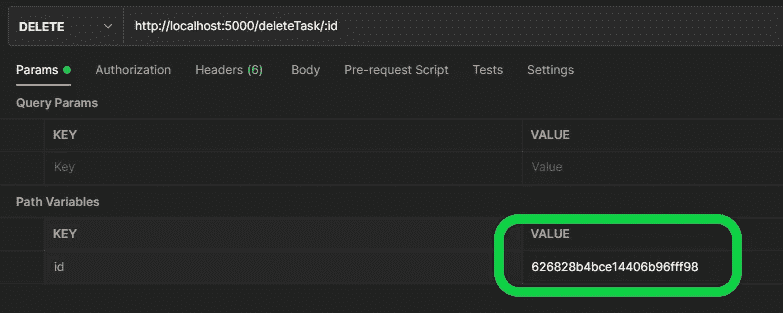 DELETE http://localhost:5000/deleteTask/:id
Params Authorization Headers (6) Body Pre-request Script Tests Settings
Query Params
KEY VALUE
Key Value
Path Variables
KEY VALUE
id 626828b4bce14406b96fff98